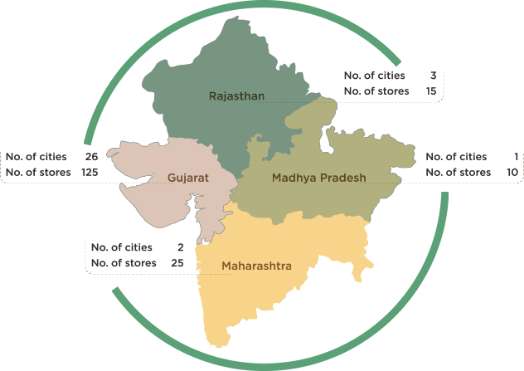 No. of cities 3
No. of stores 15
Rajasthan
No. of cities 26
No. of stores 125
Gujarat
Madhya Pradesh
No. of cities 1
No. of stores 10
No. of cities 2
No. of stores 25
Maharashtra